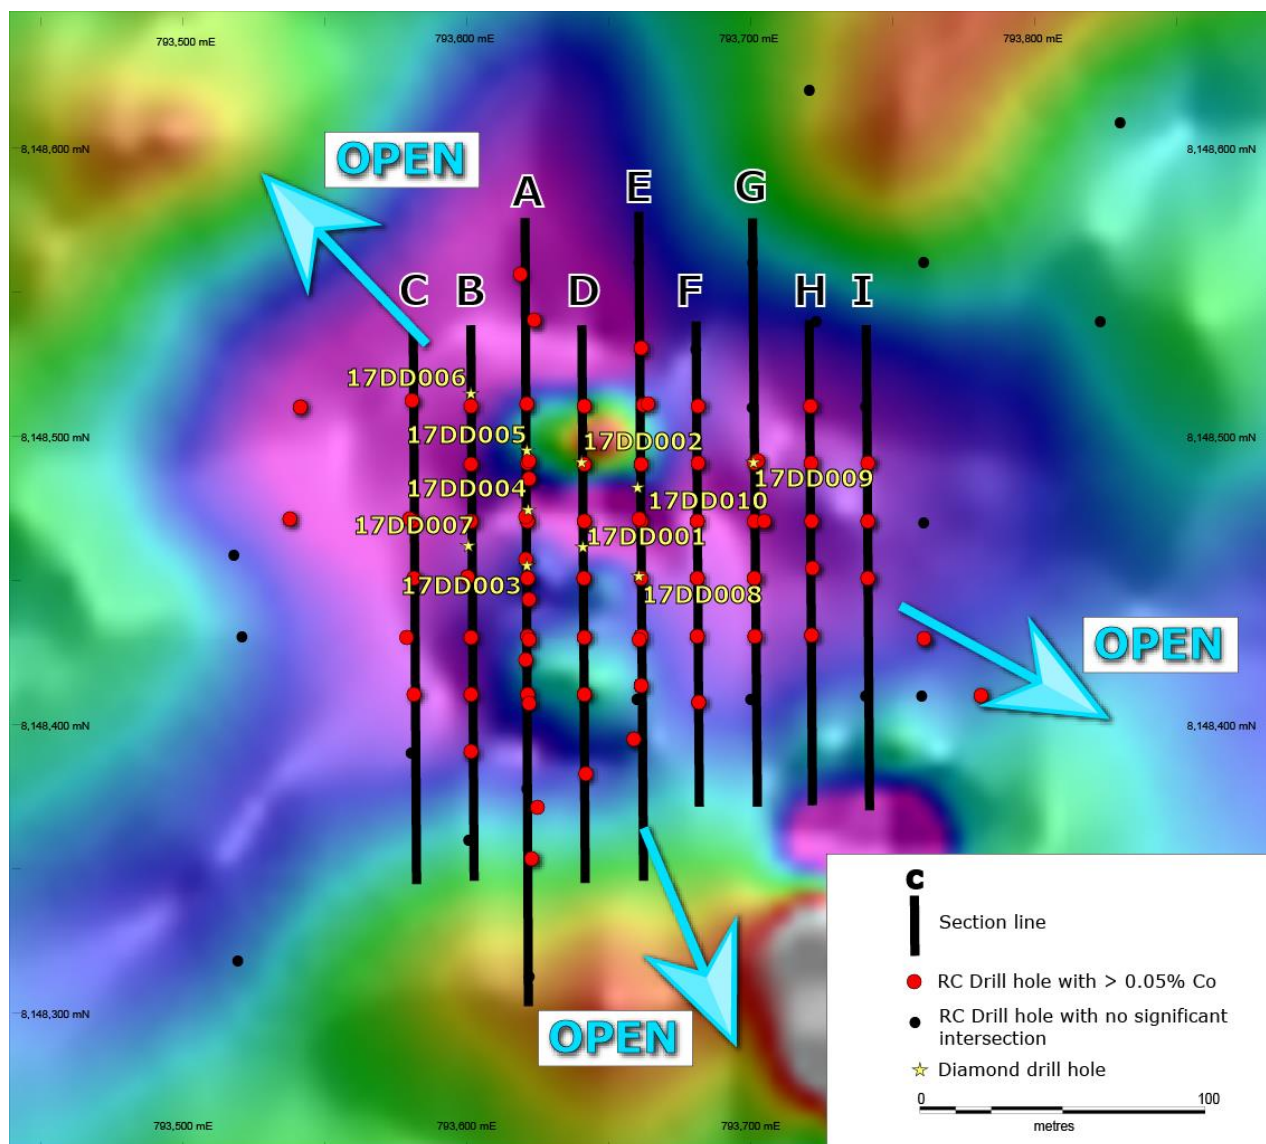 793,500 mE
793,600 mE
793,700 mE
793,800 mE
8,148,600 mN
8,148,600 mN
OPEN
A
E
G
C
B
D
F
H
I
17DD006
17DD005
17DD002
8,148,500 mN
8,148,500 mN
17DD004
17DD009
17DD010
17DD007
17DD001
17DD003
17DD008
OPEN
8,148,400 mN
8,148,400 mN
OPEN
8,148,300 mN
793,500 mE
793,600 mE
793,700 mE
c
Section line
RC Drill hole with > 0.05% Co
RC Drill hole with no significant
intersection
Diamond drill hole
0
100
metres